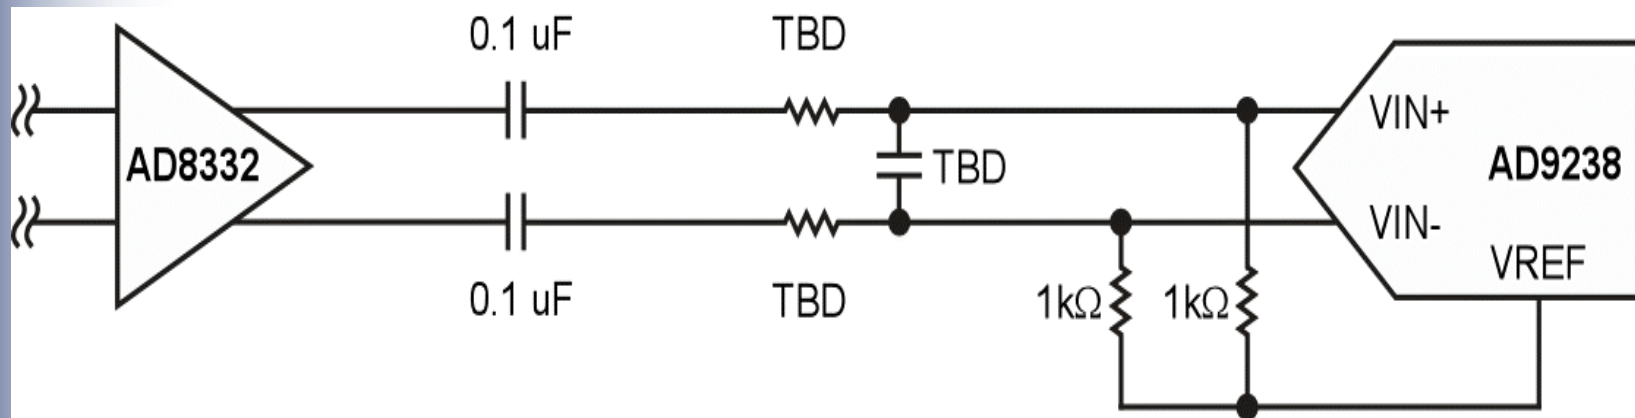 0.1 uF
TBD
AD8332
TBD
VIN+
AD9238
VIN-
VREF
0.1 uF
TBD
1kΩ
1kΩ